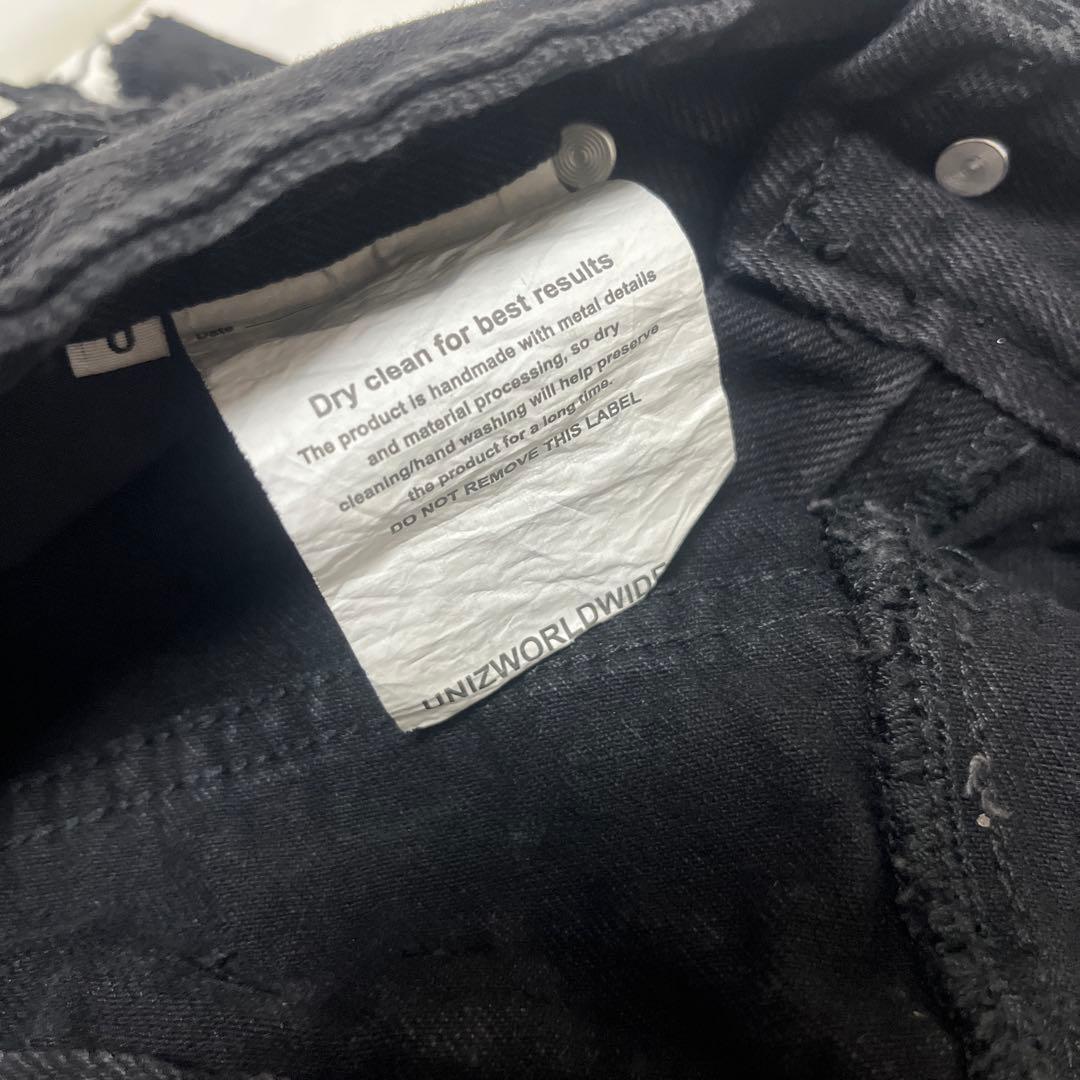 0
Date
Dry clean for best results
The product is handmade with metal details
and material processing, so dry
cleaning/hand washing will help preserve
the product for a long time.
DO NOT REMOVE THIS LABEL
UNIZWORLDWIDE